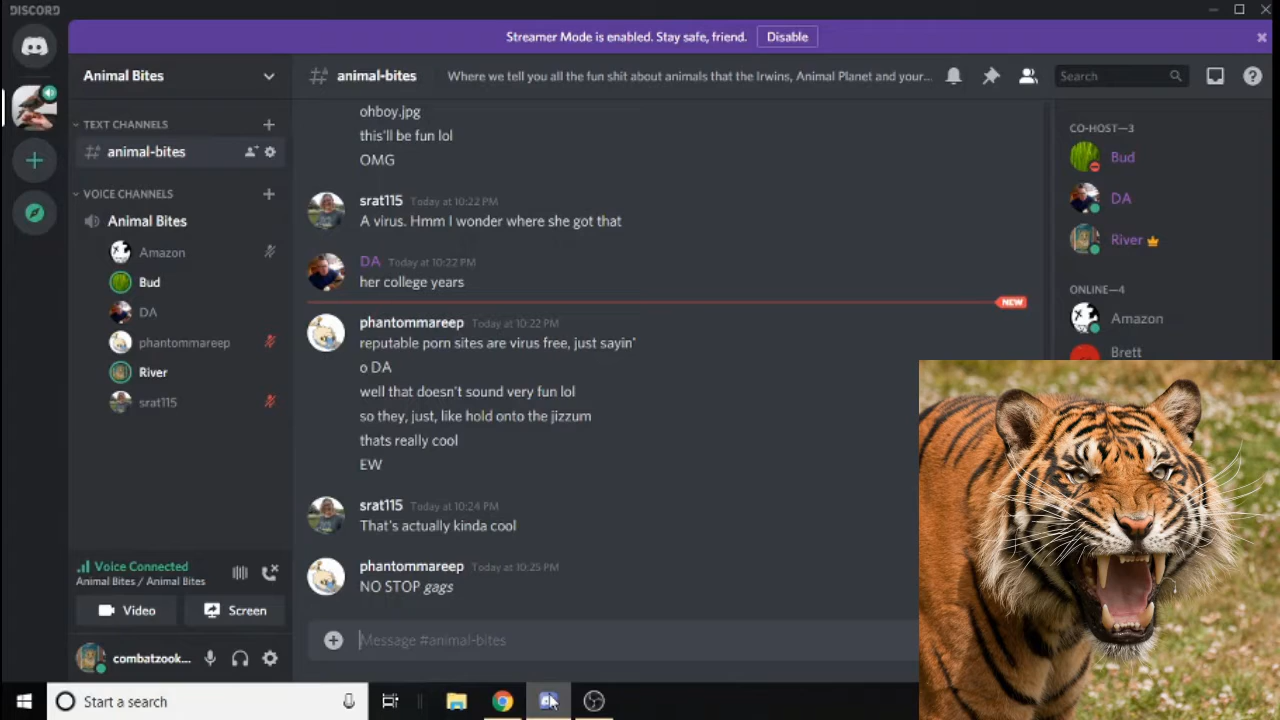 DISCORD
Streamer Mode is enabled. Stay safe, friend. Disable
Animal Bites
animal-bites
Where we tell you all the fun shit about animals that the Irwins, Animal Planet and your...
Search
TEXT CHANNELS
animal-bites
VOICE CHANNELS
Animal Bites
Amazon
Bud
DA
phantommareep
River
srat115
Voice Connected
Animal Bites / Animal Bites
Video
Screen
combatzook...
ohboy.jpg
this'll be fun lol
OMG
srat115 Today at 10:22 PM
A virus. Hmm I wonder where she got that
DA Today at 10:22 PM
her college years
NEW
phantommareep Today at 10:22 PM
reputable porn sites are virus free, just sayin'
o DA
well that doesn't sound very fun lol
so they, just, like hold onto the jizzum
thats really cool
EW
srat115 Today at 10:24 PM
That's actually kinda cool
phantommareep Today at 10:25 PM
NO STOP gags
Message #animal-bites
CO-HOST—3
Bud
DA
River
ONLINE—4
Amazon
Brett
Start a search